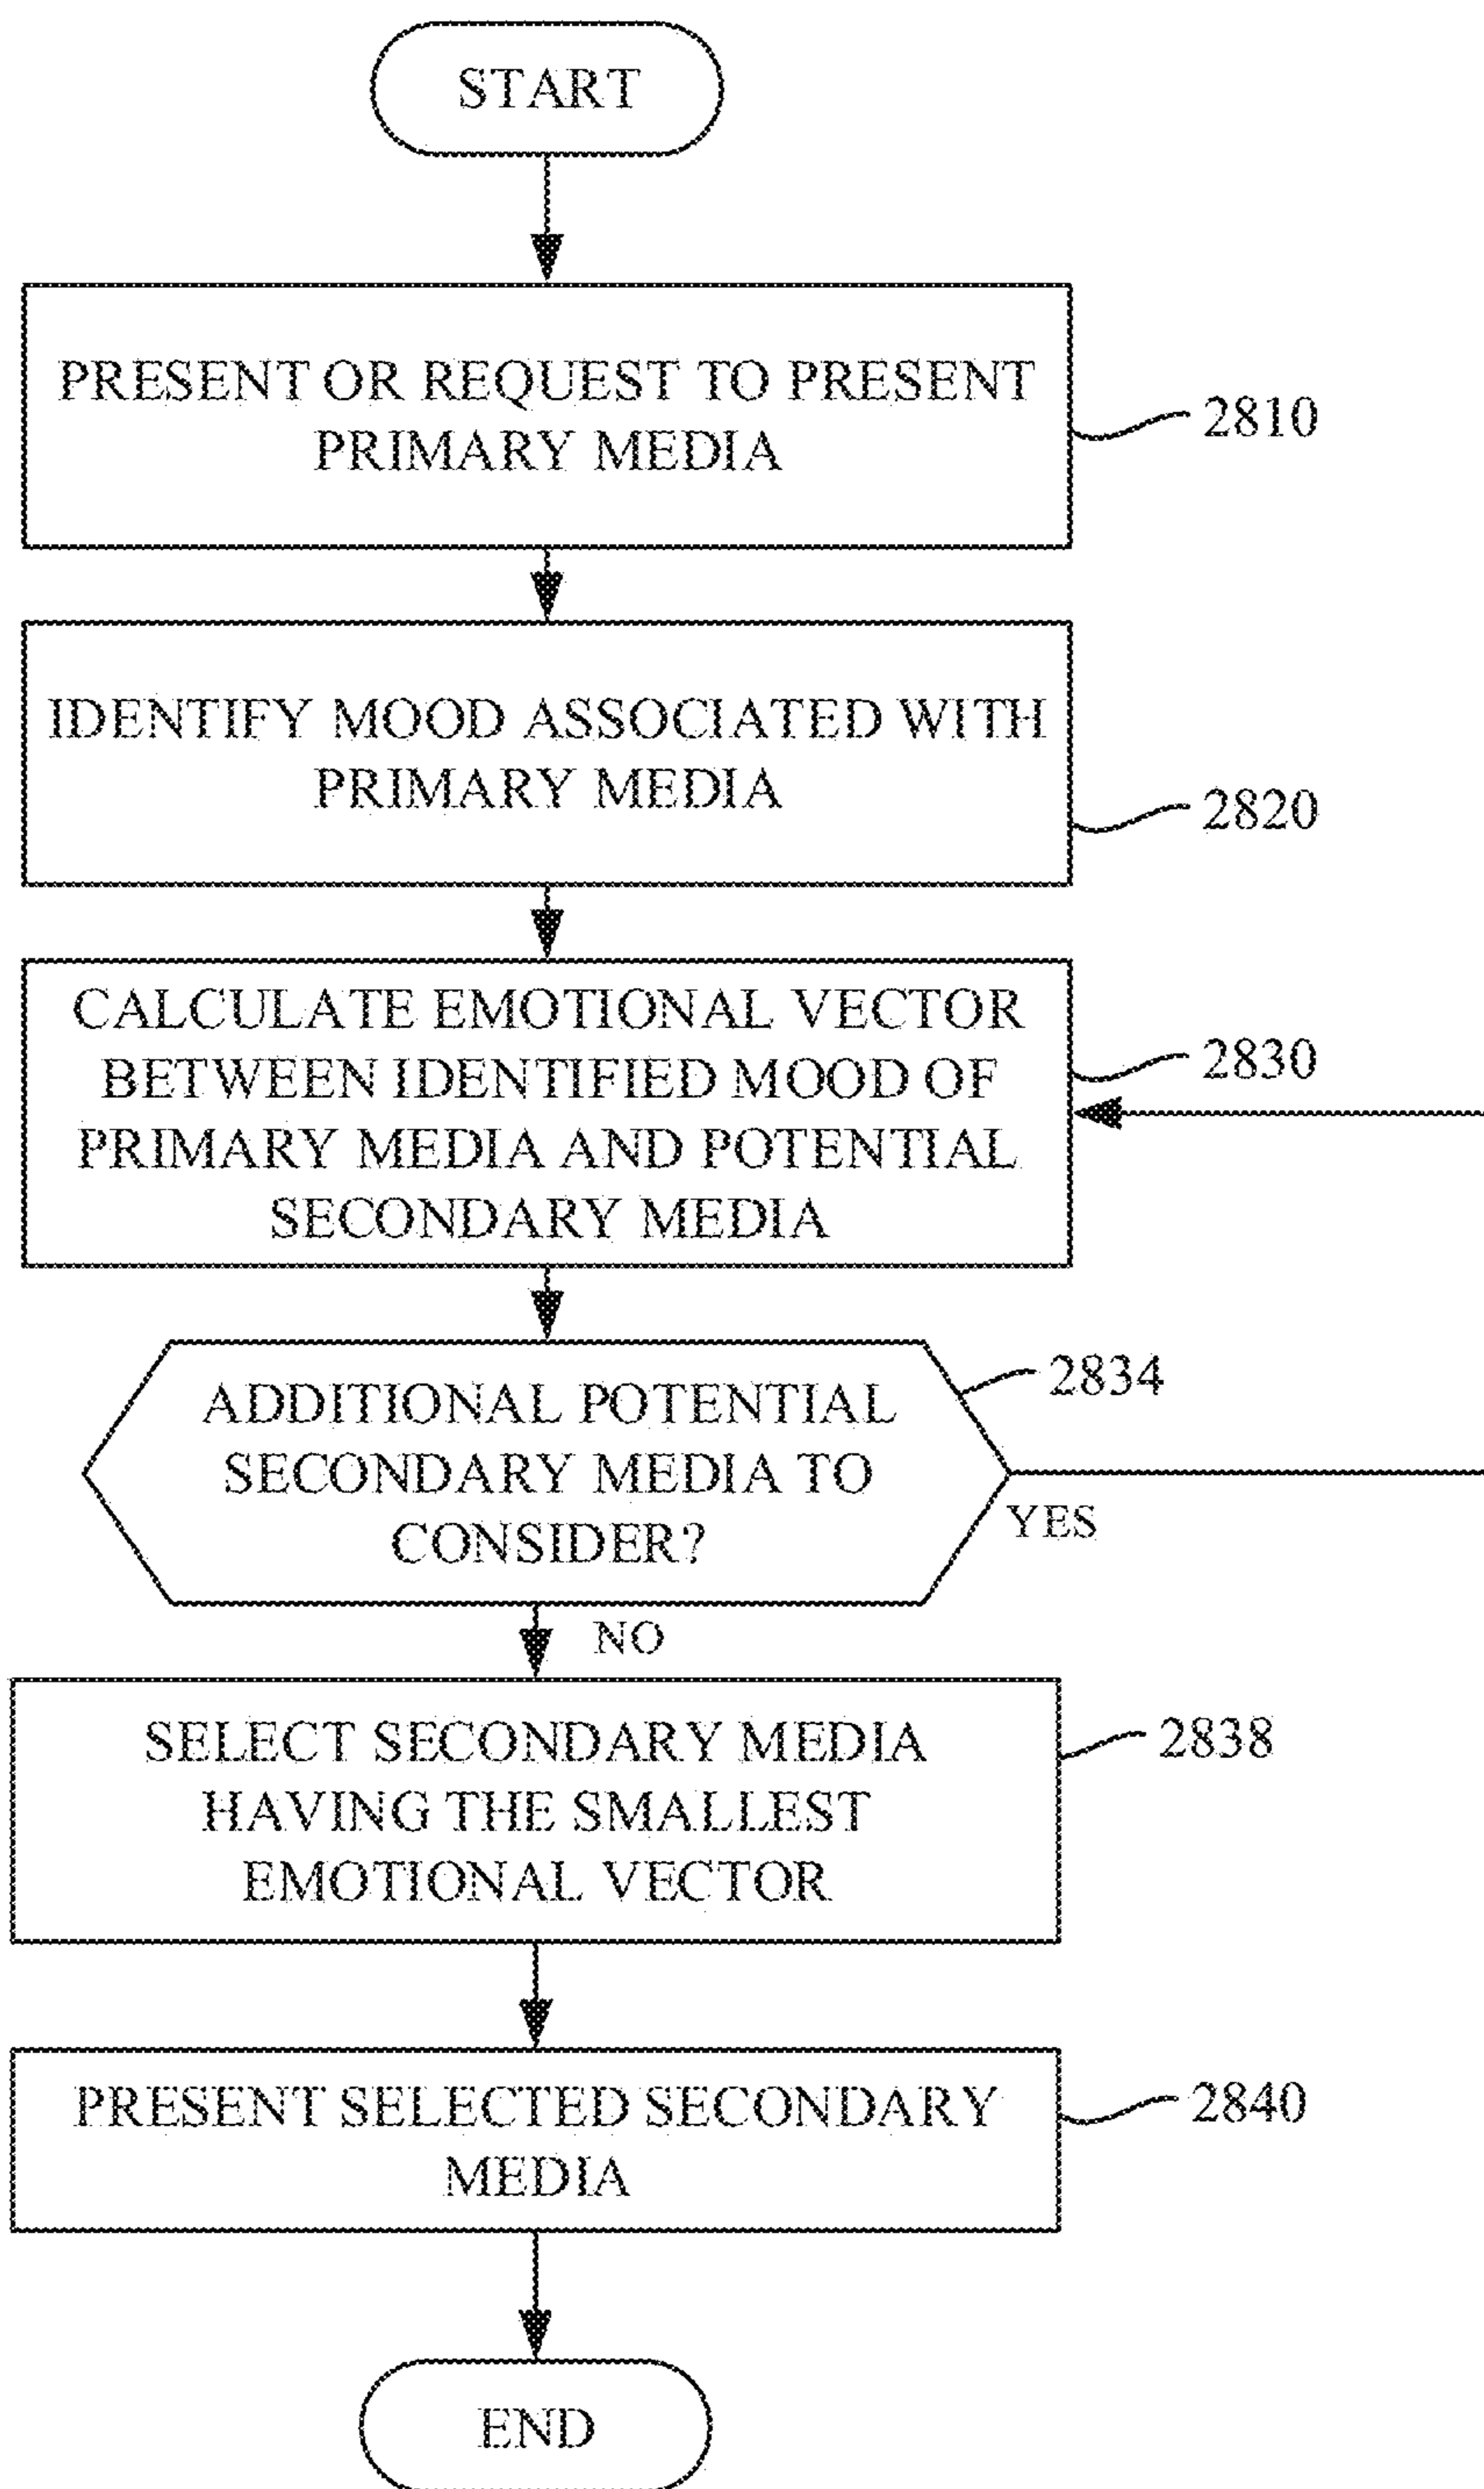 START
PRESENT OR REQUEST TO PRESENT
PRIMARY MEDIA
2810
IDENTIFY MOOD ASSOCIATED WITH
PRIMARY MEDIA
2820
CALCULATE EMOTIONAL VECTOR
BETWEEN IDENTIFIED MOOD OF
PRIMARY MEDIA AND POTENTIAL
SECONDARY MEDIA
2830
ADDITIONAL POTENTIAL
SECONDARY MEDIA TO
CONSIDER?
2834
YES
NO
SELECT SECONDARY MEDIA
HAVING THE SMALLEST
EMOTIONAL VECTOR
2838
PRESENT SELECTED SECONDARY
MEDIA
2840
END